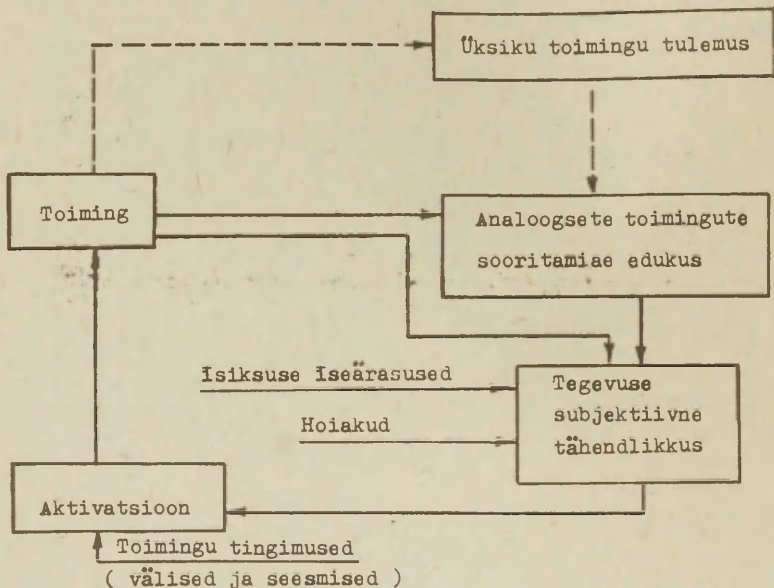 Üksiku toimingu tulemus
Toiming
Analoogsete toimingute
sooritamiae edukus
Isiksuse Iseärasused
Hoiakud
Tegevuse
subjektiivne
tähendlikkus
Aktivatsioon
Toimingu tingimused
( välised ja seesmised )